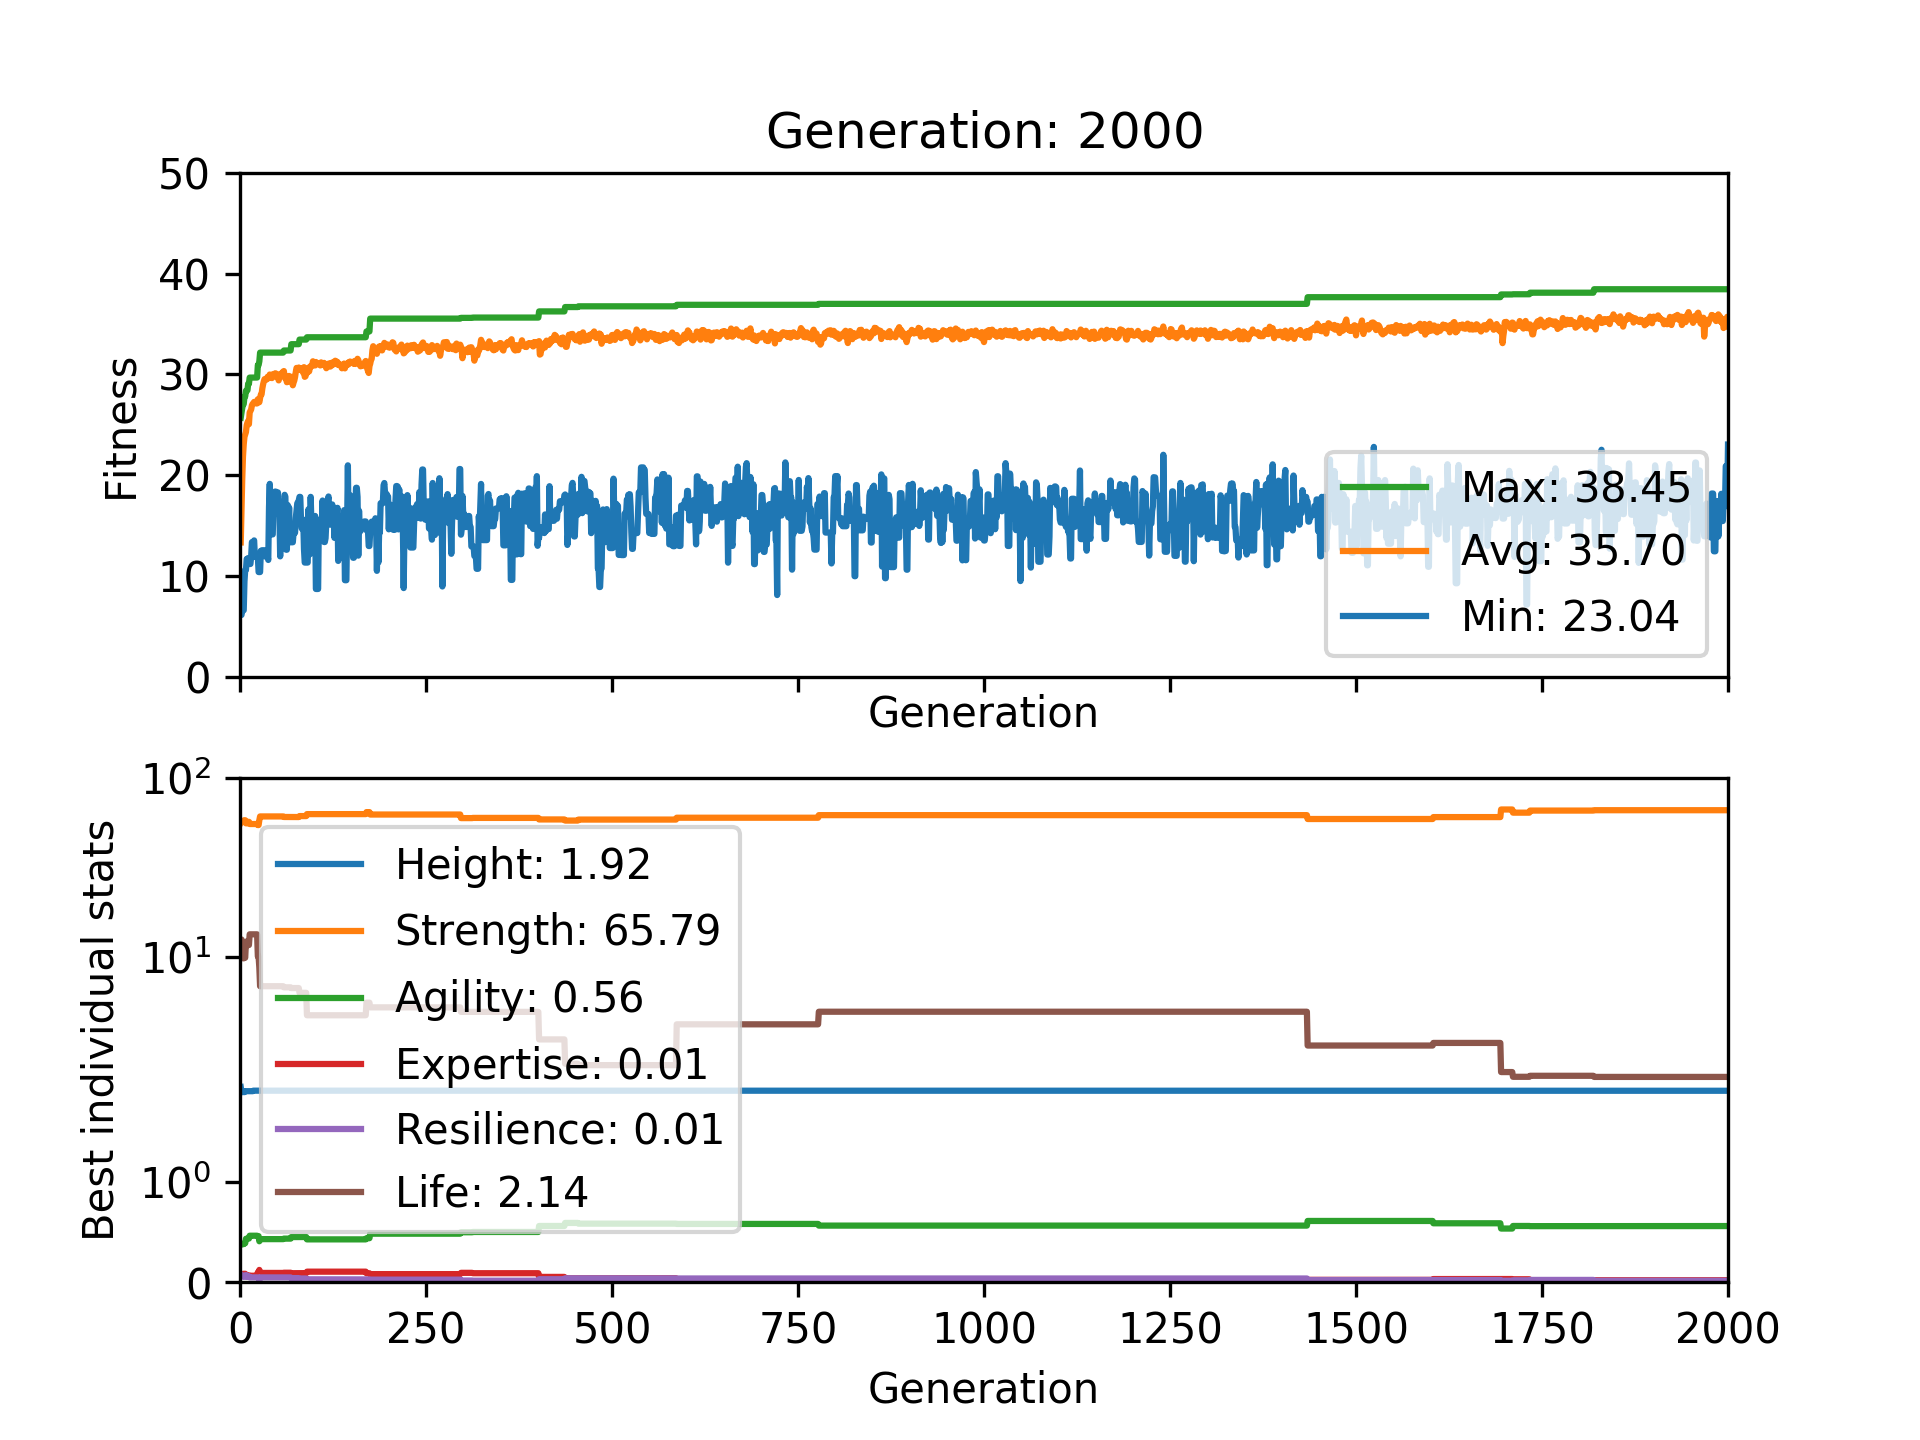 Generation: 2000
50
40
30
20
10
0
Fitness
Max: 38.45
Avg: 35.70
Min: 23.04
Generation
10²
10¹
10⁰
0
Best individual stats
Height: 1.92
Strength: 65.79
Agility: 0.56
Expertise: 0.01
Resilience: 0.01
Life: 2.14
0 250 500 750 1000 1250 1500 1750 2000
Generation